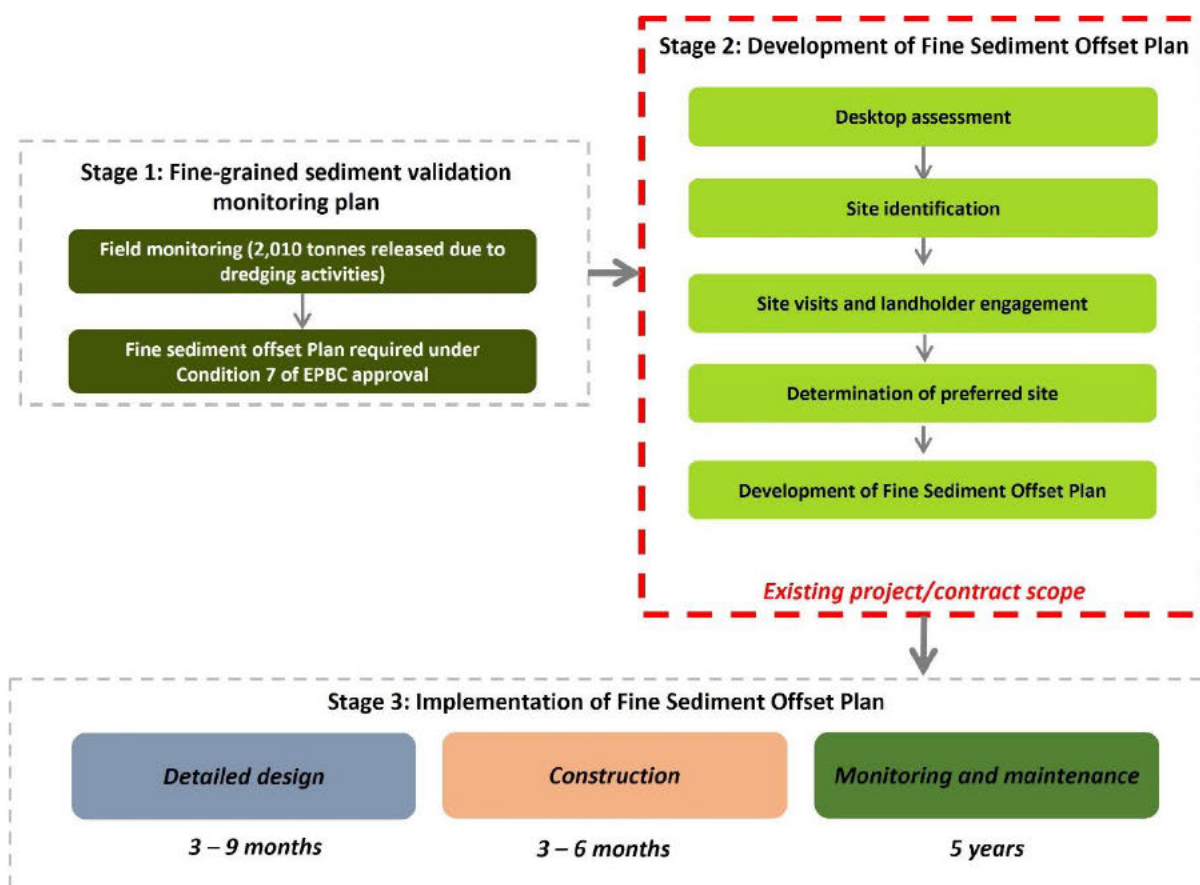 Stage 1: Fine-grained sediment validation
monitoring plan
Field monitoring (2,010 tonnes released due to
dredging activities)
Fine sediment offset Plan required under
Condition 7 of EPBC approval
Stage 2: Development of Fine Sediment Offset Plan
Desktop assessment
Site identification
Site visits and landholder engagement
Determination of preferred site
Development of Fine Sediment Offset Plan
Existing project/contract scope
Stage 3: Implementation of Fine Sediment Offset Plan
Detailed design
Construction
Monitoring and maintenance
3 – 9 months
3 – 6 months
5 years